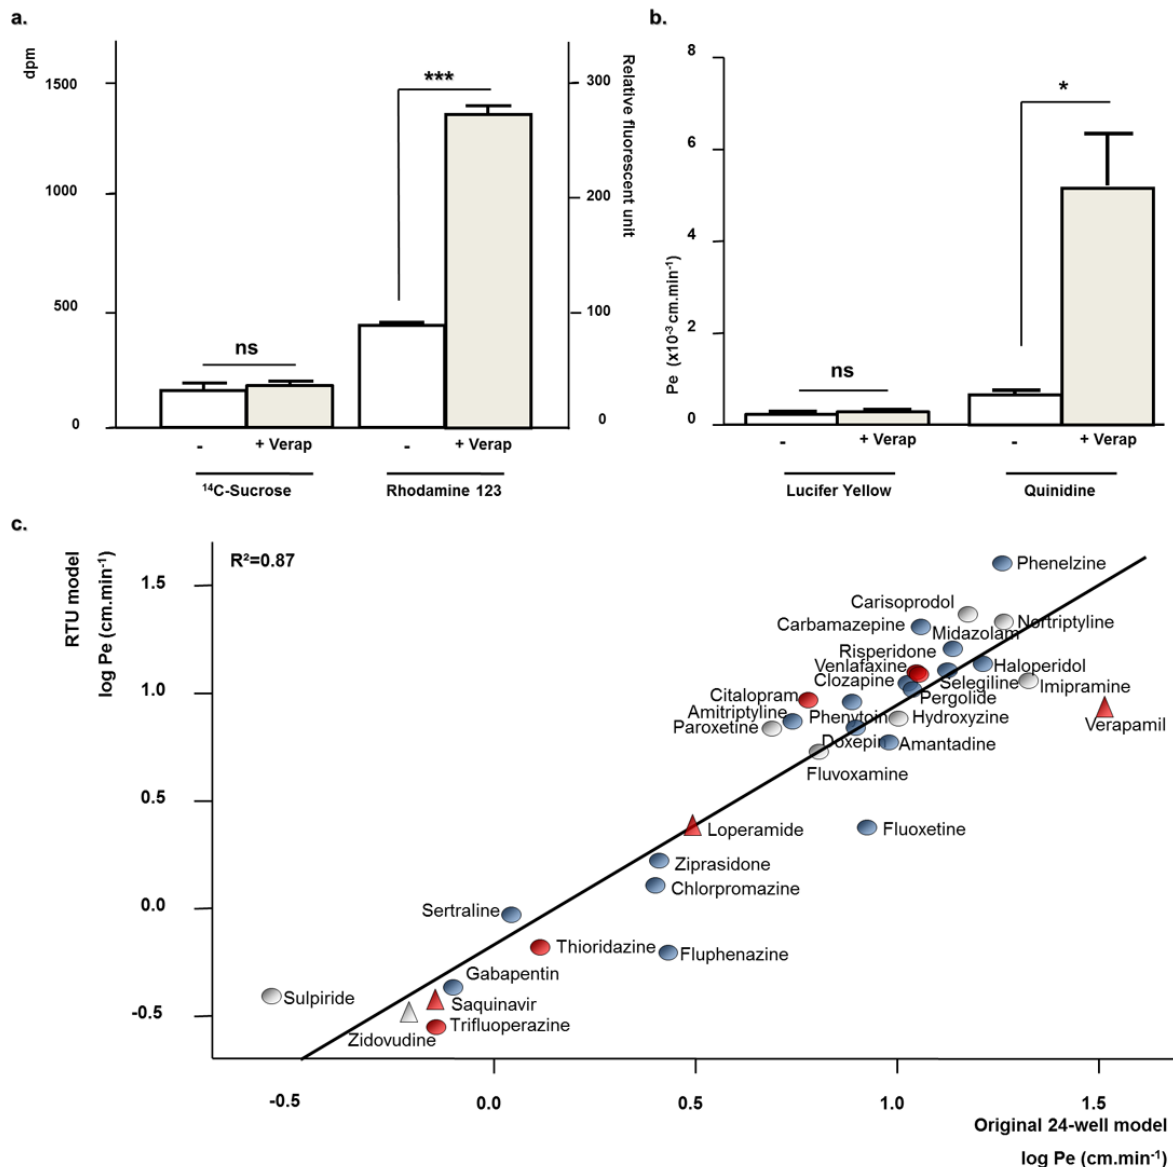 a.
dpm
1500
1000
500
0
***
ns
300
200
100
0
Relative fluorescent unit
-
+ Verap
-
+ Verap
¹⁴C-Sucrose
Rhodamine 123
b.
8
6
4
2
0
Pe (x10⁻³ cm.min⁻¹)
*
ns
-
+ Verap
-
+ Verap
Lucifer Yellow
Quinidine
c.
RTU model
log Pe (cm.min⁻¹)
R²=0.87
1.5
1.0
0.5
0.0
-0.5
Phenelzine
Carisoprodol
Nortriptyline
Carbamazepine
Midazolam
Risperidone
Venlafaxine
Haloperidol
Clozapine
Selegiline
Imipramine
Citalopram
Pergolide
Amitriptyline
Phenytoin
Hydroxyzine
Verapamil
Paroxetine
Doxepin
Amantadine
Fluvoxamine
Loperamide
Fluoxetine
Ziprasidone
Chlorpromazine
Sertraline
Thioridazine
Fluphenazine
Gabapentin
Sulpiride
Saquinavir
Trifluoperazine
Zidovudine
-0.5
0.0
0.5
1.0
1.5
Original 24-well model
log Pe (cm.min⁻¹)